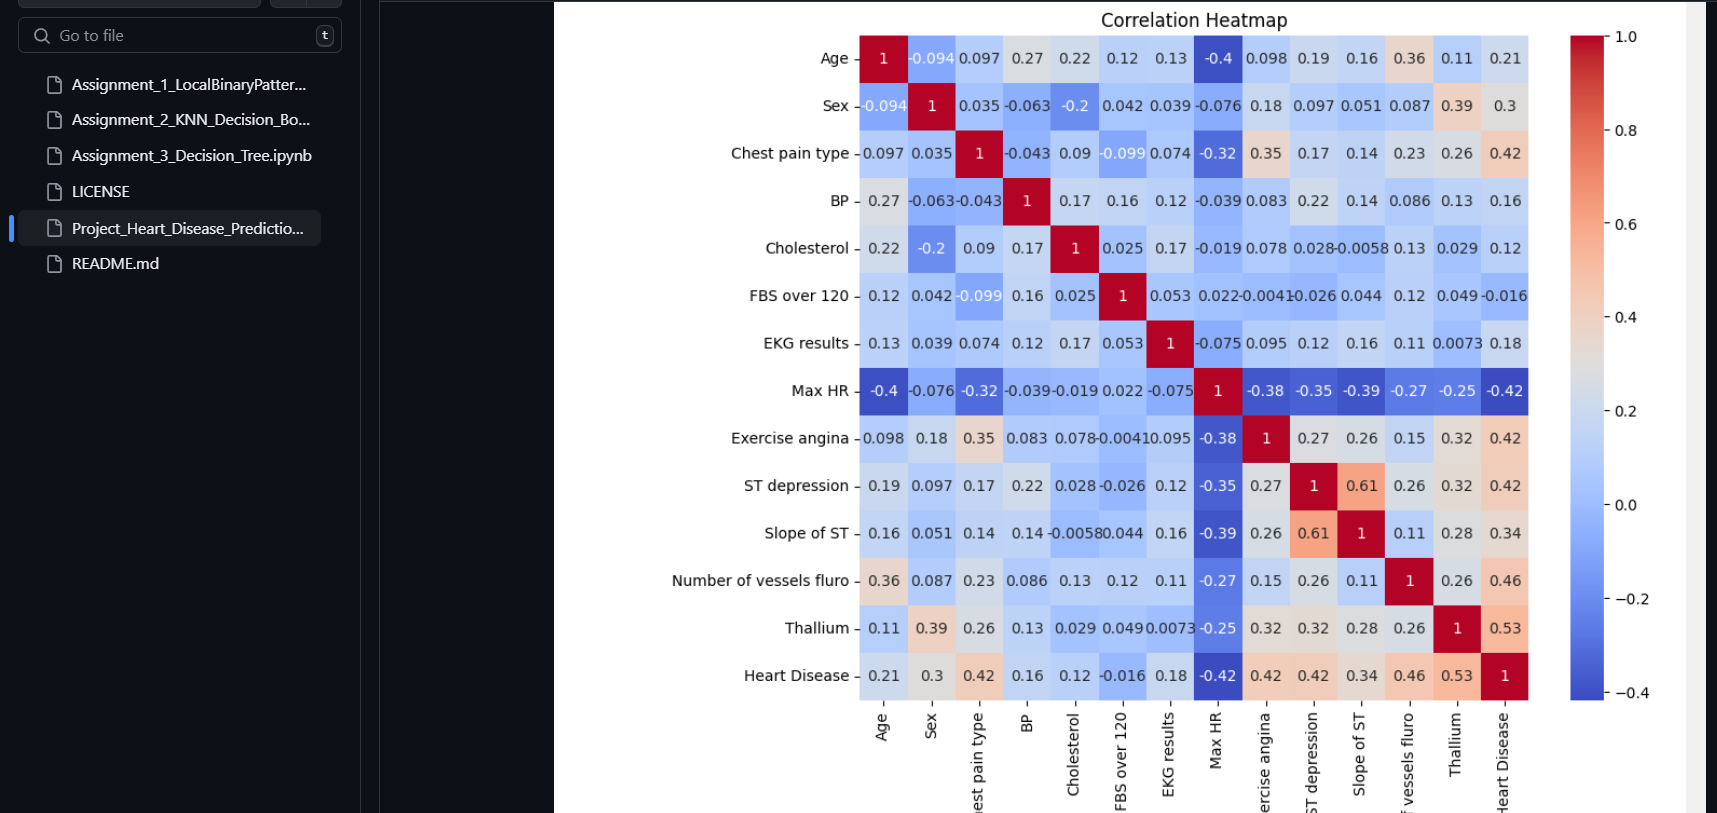 Go to file
t
Assignment_1_LocalBinaryPatter...
Assignment_2_KNN_Decision_Bo...
Assignment_3_Decision_Tree.ipynb
LICENSE
Project_Heart_Disease_Predictio...
README.md
Correlation Heatmap
Age 1 -0.094 0.097 0.27 0.22 0.12 0.13 -0.4 0.098 0.19 0.16 0.36 0.11 0.21
Sex -0.094 1 0.035 -0.063 -0.2 0.042 0.039 -0.076 0.18 0.097 0.051 0.087 0.39 0.3
Chest pain type 0.097 0.035 1 -0.043 0.09 -0.099 0.074 -0.32 0.35 0.17 0.14 0.23 0.26 0.42
BP 0.27 -0.063 -0.043 1 0.17 0.16 0.12 -0.039 0.083 0.22 0.14 0.086 0.13 0.16
Cholesterol 0.22 -0.2 0.09 0.17 1 0.025 0.17 -0.019 0.078 0.028 -0.0058 0.13 0.029 0.12
FBS over 120 0.12 0.042 -0.099 0.16 0.025 1 0.053 0.022 -0.0041 -0.026 0.044 0.12 0.049 -0.016
EKG results 0.13 0.039 0.074 0.12 0.17 0.053 1 -0.075 0.095 0.12 0.16 0.11 0.0073 0.18
Max HR -0.4 -0.076 -0.32 -0.039 -0.019 0.022 -0.075 1 -0.38 -0.35 -0.39 -0.27 -0.25 -0.42
Exercise angina 0.098 0.18 0.35 0.083 0.078 -0.0041 0.095 -0.38 1 0.27 0.26 0.15 0.32 0.42
ST depression 0.19 0.097 0.17 0.22 0.028 -0.026 0.12 -0.35 0.27 1 0.61 0.26 0.32 0.42
Slope of ST 0.16 0.051 0.14 0.14 -0.0058 0.044 0.16 -0.39 0.26 0.61 1 0.11 0.28 0.34
Number of vessels fluro 0.36 0.087 0.23 0.086 0.13 0.12 0.11 -0.27 0.15 0.26 0.11 1 0.26 0.46
Thallium 0.11 0.39 0.26 0.13 0.029 0.049 0.0073 -0.25 0.32 0.32 0.28 0.26 1 0.53
Heart Disease 0.21 0.3 0.42 0.16 0.12 -0.016 0.18 -0.42 0.42 0.42 0.34 0.46 0.53 1
Age
Sex
est pain type
BP
Cholesterol
FBS over 120
EKG results
Max HR
ercise angina
ST depression
Slope of ST
f vessels fluro
Thallium
Heart Disease
1.0
0.8
0.6
0.4
0.2
0.0
−0.2
−0.4